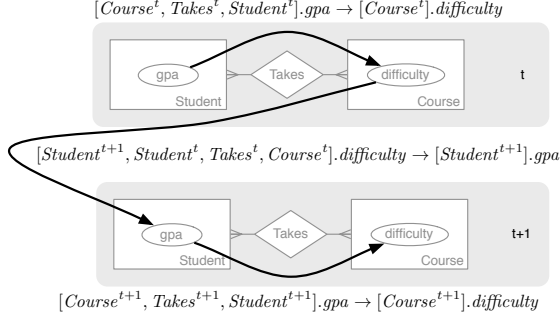 [Course^t, Takes^t, Student^t].gpa → [Course^t].difficulty
gpa Takes difficulty t
Student Course
[Student^{t+1}, Student^t, Takes^t, Course^t].difficulty → [Student^{t+1}].gpa
gpa Takes difficulty t+1
Student Course
[Course^{t+1}, Takes^{t+1}, Student^{t+1}].gpa → [Course^{t+1}].difficulty